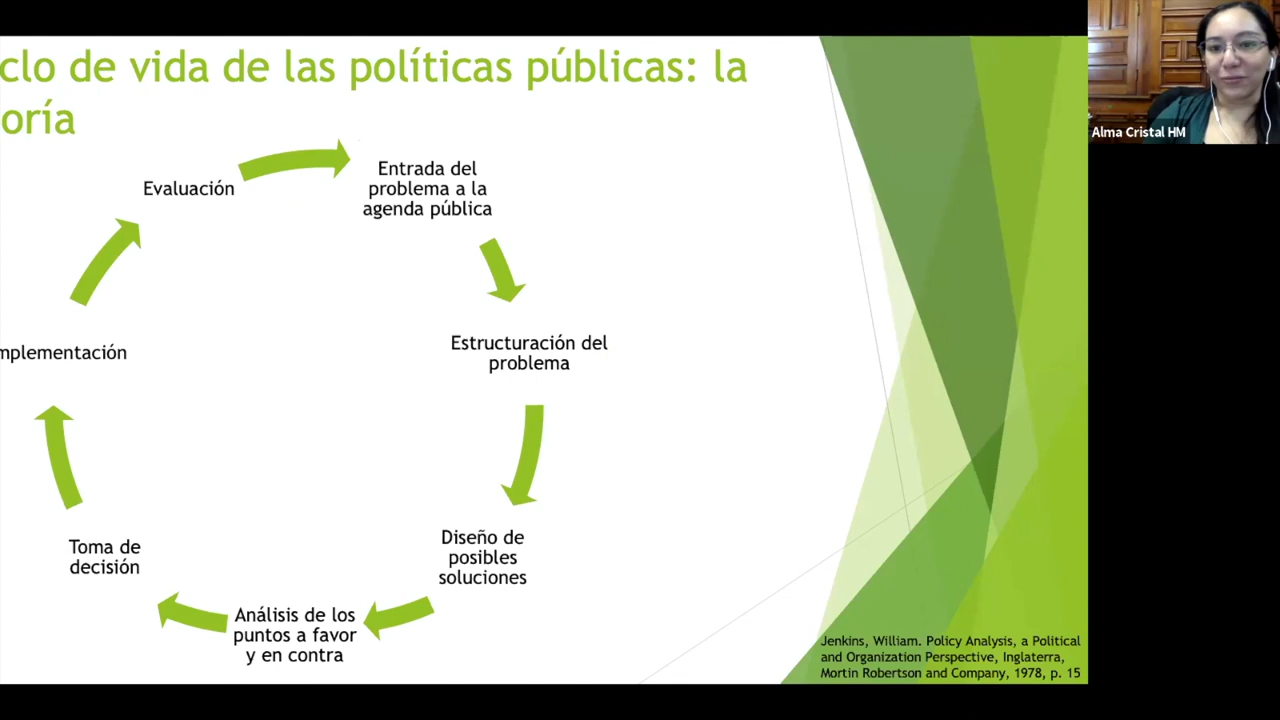 clo de vida de las políticas públicas: la
oría
Evaluación
Entrada del
problema a la
agenda pública
Estructuración del
problema
mplementación
Diseño de
posibles
soluciones
Toma de
decisión
Análisis de los
puntos a favor
y en contra
Jenkins, William. Policy Analysis, a Political
and Organization Perspective, Inglaterra,
Mortin Robertson and Company, 1978, p. 15
Alma Cristal HM